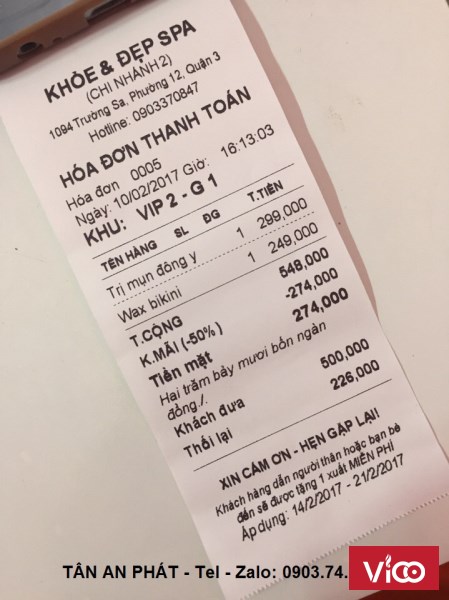 KHỎE & ĐẸP SPA
(CHI NHÁNH 2)
1094 Trường Sa, Phường 12, Quận 3
Hotline: 0903370847
HÓA ĐƠN THANH TOÁN
Hóa đơn 0005
Ngày: 10/02/2017 Giờ: 16:13:03
KHU: VIP 2 - G 1
TÊN HÀNG SL ĐG T.TIỀN
Trị mụn đông y 1 299,000
Wax bikini 1 249,000
T.CỘNG 548,000
K.MÃI (-50%) -274,000
Tiền mặt 274,000
Hai trăm bảy mươi bốn ngàn
đồng./.
Khách đưa 500,000
Thối lại 226,000
XIN CÁM ƠN - HẸN GẶP LẠI!
Khách hàng dẫn người thân hoặc bạn bè
đến sẽ được tặng 1 xuất MIỄN PHÍ
Áp dụng: 14/2/2017 - 21/2/2017
TÂN AN PHÁT - Tel - Zalo: 0903.74.
Vico